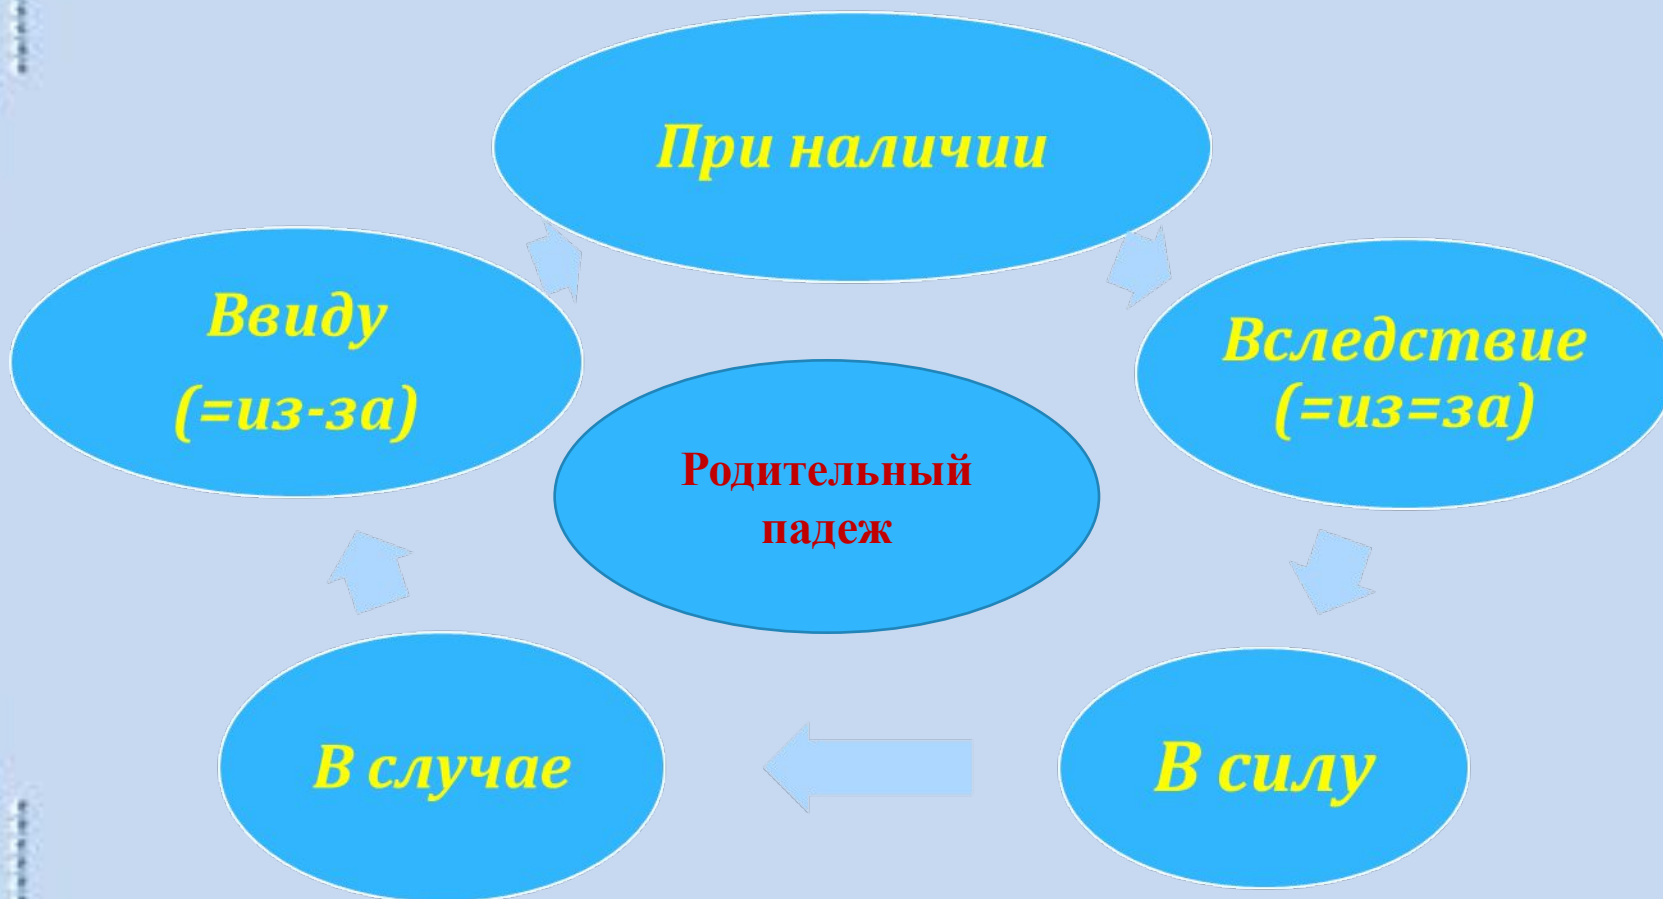 При наличии
Ввиду
(=из-за)
Вследствие
(=из=за)
Родительный
падеж
В случае
В силу